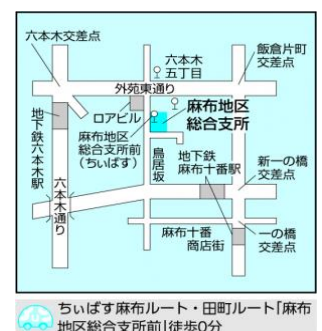 六本木交差点
六本木
五丁目
飯倉片町
交差点
外苑東通り
ロアビル
麻布地区
総合支所
地下鉄六本木駅
麻布地区
総合支所前
(ちぃばす)
鳥居坂
地下鉄
麻布十番駅
新一の橋
交差点
六本木通り
麻布十番
商店街
一の橋
交差点
ちぃばす麻布ルート・田町ルート「麻布
地区総合支所前」徒歩0分